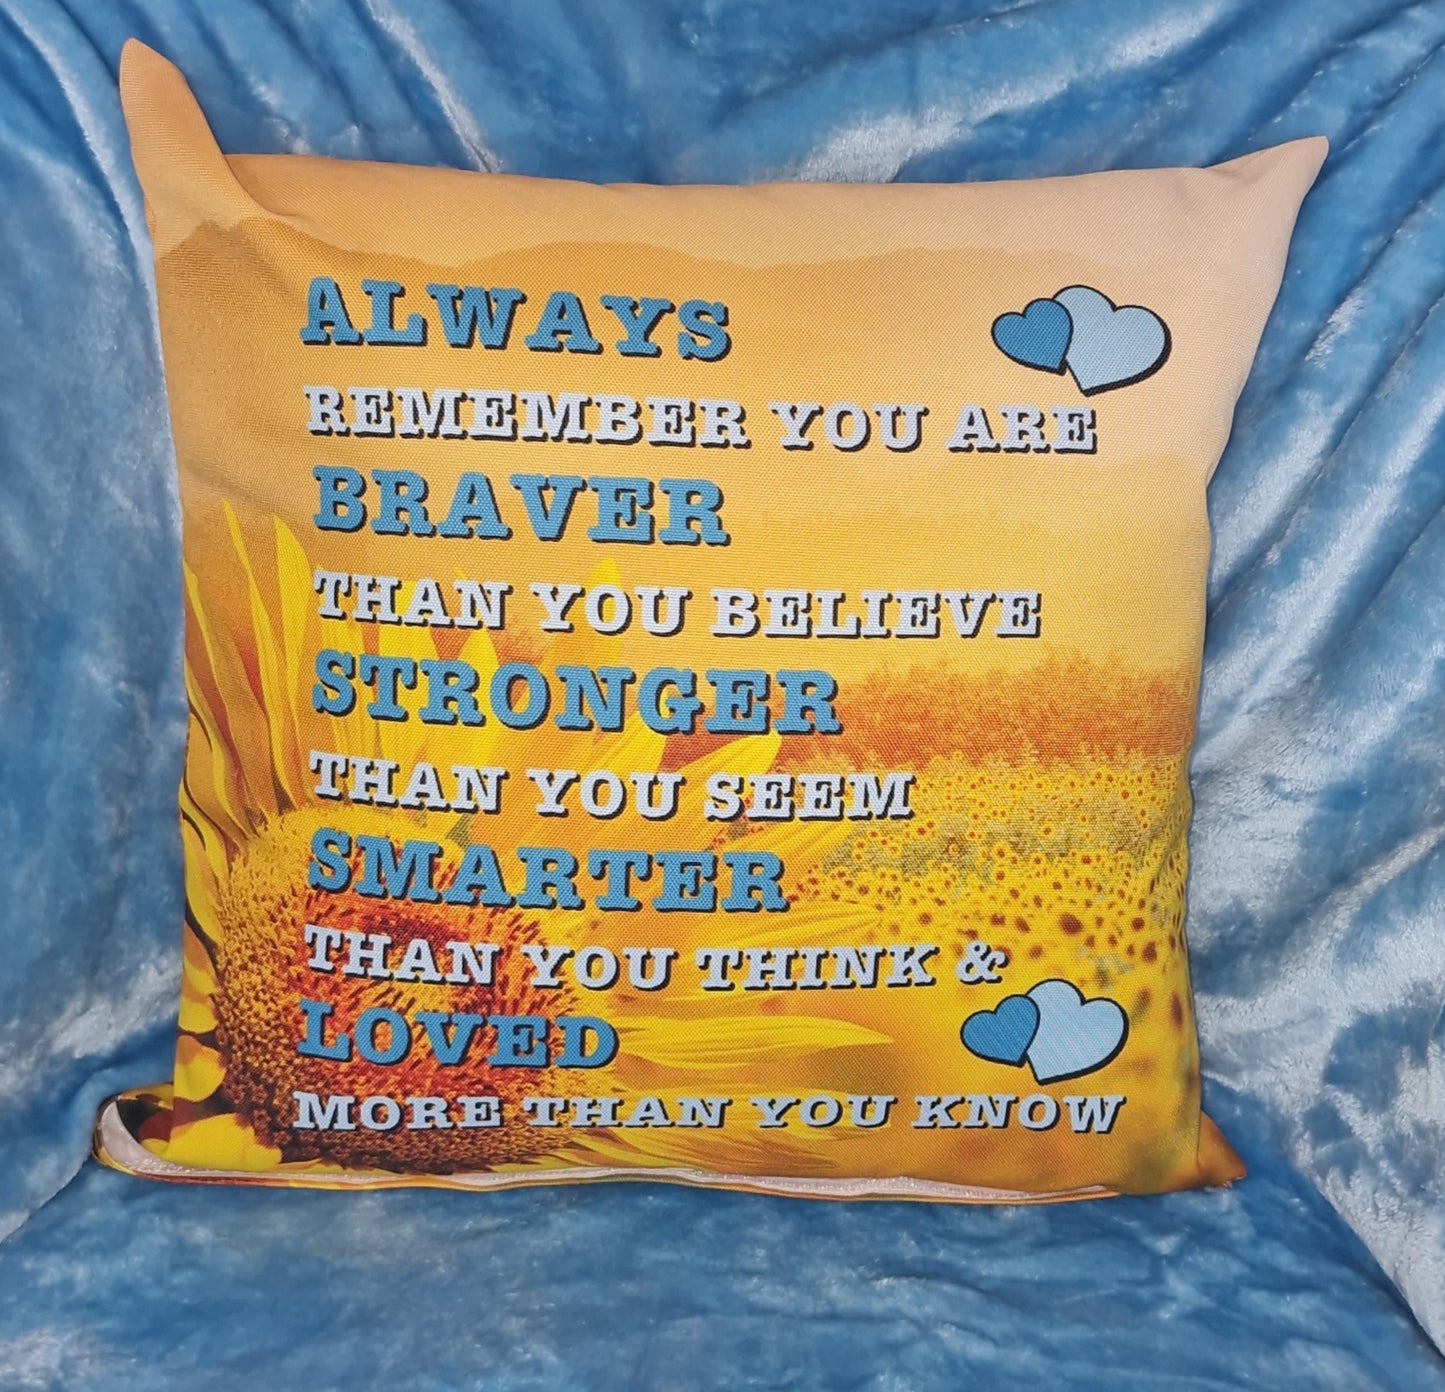 ALWAYS
REMEMBER YOU ARE
BRAVER
THAN YOU BELIEVE
STRONGER
THAN YOU SEEM
SMARTER
THAN YOU THINK &
LOVED
MORE THAN YOU KNOW